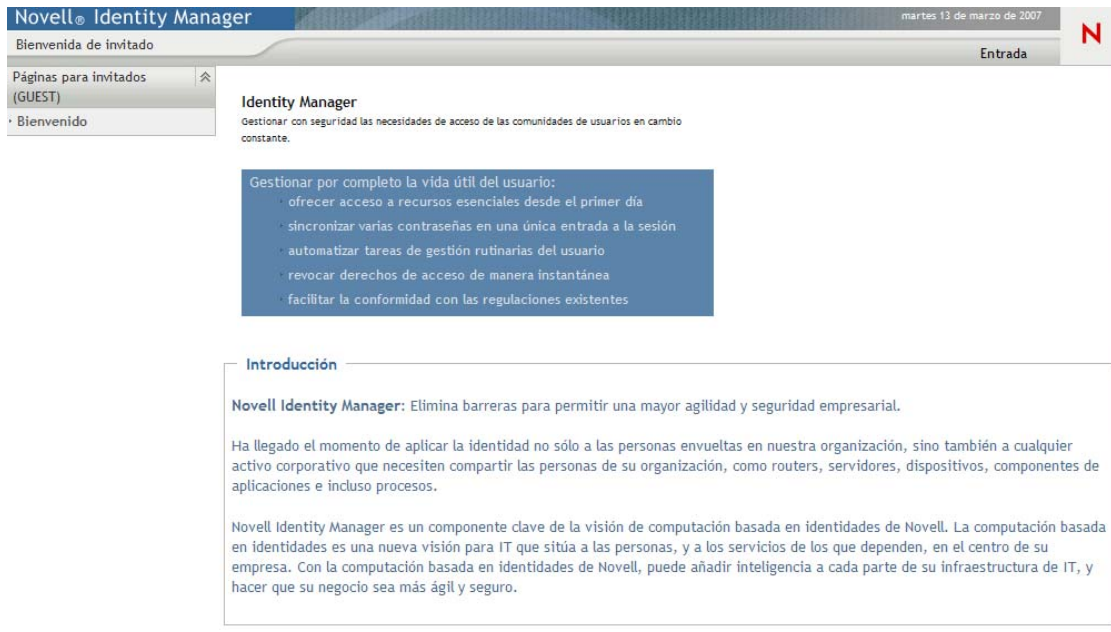 Novell® Identity Manager
martes 13 de marzo de 2007
N
Bienvenida de invitado
Entrada
Páginas para invitados
(GUEST)
· Bienvenido
Identity Manager
Gestionar con seguridad las necesidades de acceso de las comunidades de usuarios en cambio
constante.
Gestionar por completo la vida útil del usuario:
· ofrecer acceso a recursos esenciales desde el primer día
· sincronizar varias contraseñas en una única entrada a la sesión
· automatizar tareas de gestión rutinarias del usuario
· revocar derechos de acceso de manera instantánea
· facilitar la conformidad con las regulaciones existentes
Introducción
Novell Identity Manager: Elimina barreras para permitir una mayor agilidad y seguridad empresarial.
Ha llegado el momento de aplicar la identidad no sólo a las personas envueltas en nuestra organización, sino también a cualquier
activo corporativo que necesiten compartir las personas de su organización, como routers, servidores, dispositivos, componentes de
aplicaciones e incluso procesos.
Novell Identity Manager es un componente clave de la visión de computación basada en identidades de Novell. La computación basada
en identidades es una nueva visión para IT que sitúa a las personas, y a los servicios de los que dependen, en el centro de su
empresa. Con la computación basada en identidades de Novell, puede añadir inteligencia a cada parte de su infraestructura de IT, y
hacer que su negocio sea más ágil y seguro.